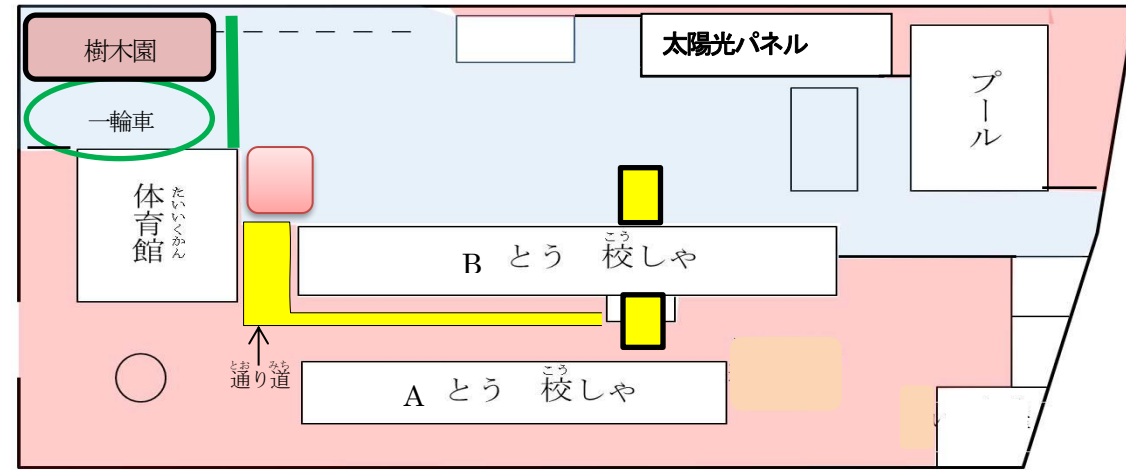 樹木園
太陽光パネル
プール
一輪車
体育館
たいいくかん
B とう 校しゃ
こう
通り道
とお みち
A とう 校しゃ
こう